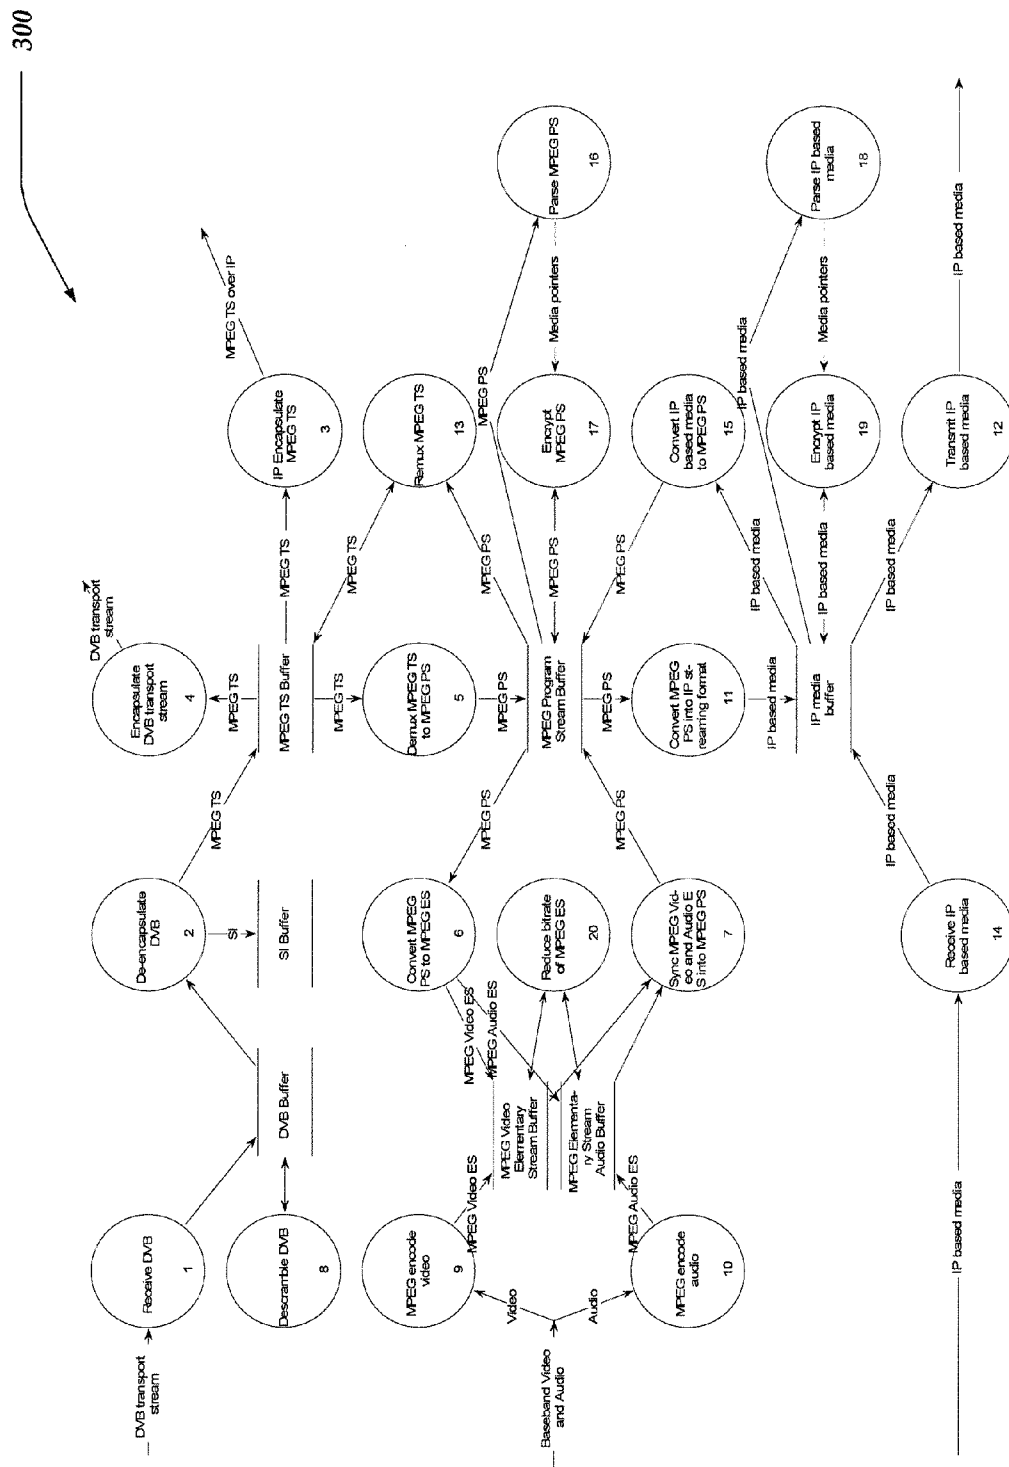 300
DVB transport
stream
Receive DVB
1
Descramble DVB
8
DVB Buffer
De-encapsulate
DVB
2
SI
SI Buffer
MPEG TS
Encapsulate
DVB transport
stream
4
DVB transport
stream
MPEG TS
MPEG TS Buffer
MPEG TS
IP Encapsulate
MPEG TS
3
MPEG TS over IP
MPEG TS
MPEG TS
Demux MPEG TS
to MPEG PS
5
Remux MPEG TS
13
MPEG PS
MPEG PS
MPEG PS
Baseband Video
and Audio
Video
Audio
MPEG encode
video
9
MPEG encode
audio
10
MPEG Video ES
MPEG Audio ES
MPEG Video
Elementary
Stream Buffer
MPEG Elementa-
ry Stream
Audio Buffer
MPEG Video ES
MPEG Audio ES
Convert MPEG
PS to MPEG ES
6
Reduce bitrate
of MPEG ES
20
Sync MPEG Vid-
eo and Audio E
S into MPEG PS
7
MPEG PS
MPEG PS
MPEG Program
Stream Buffer
MPEG PS
Encrypt
MPEG PS
17
Media pointers
Parse MPEG PS
16
MPEG PS
MPEG PS
Convert MPEG
PS into IP st-
rearring format
11
Convert IP
based media
to MPEG PS
15
IP based media
IP based media
IP based media
IP media
buffer
IP based media
Encrypt IP
based media
19
Media pointers
Parse IP based
media
18
IP based media
Receive IP
based media
14
IP based media
IP based media
Transmit IP
based media
12
IP based media